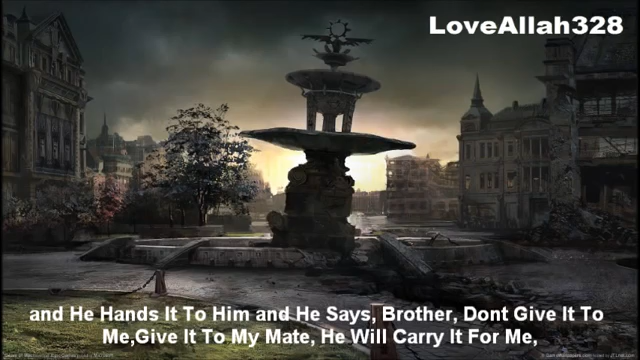 LoveAllah328
and He Hands It To Him and He Says, Brother, Dont Give It To
Me,Give It To My Mate, He Will Carry It For Me,